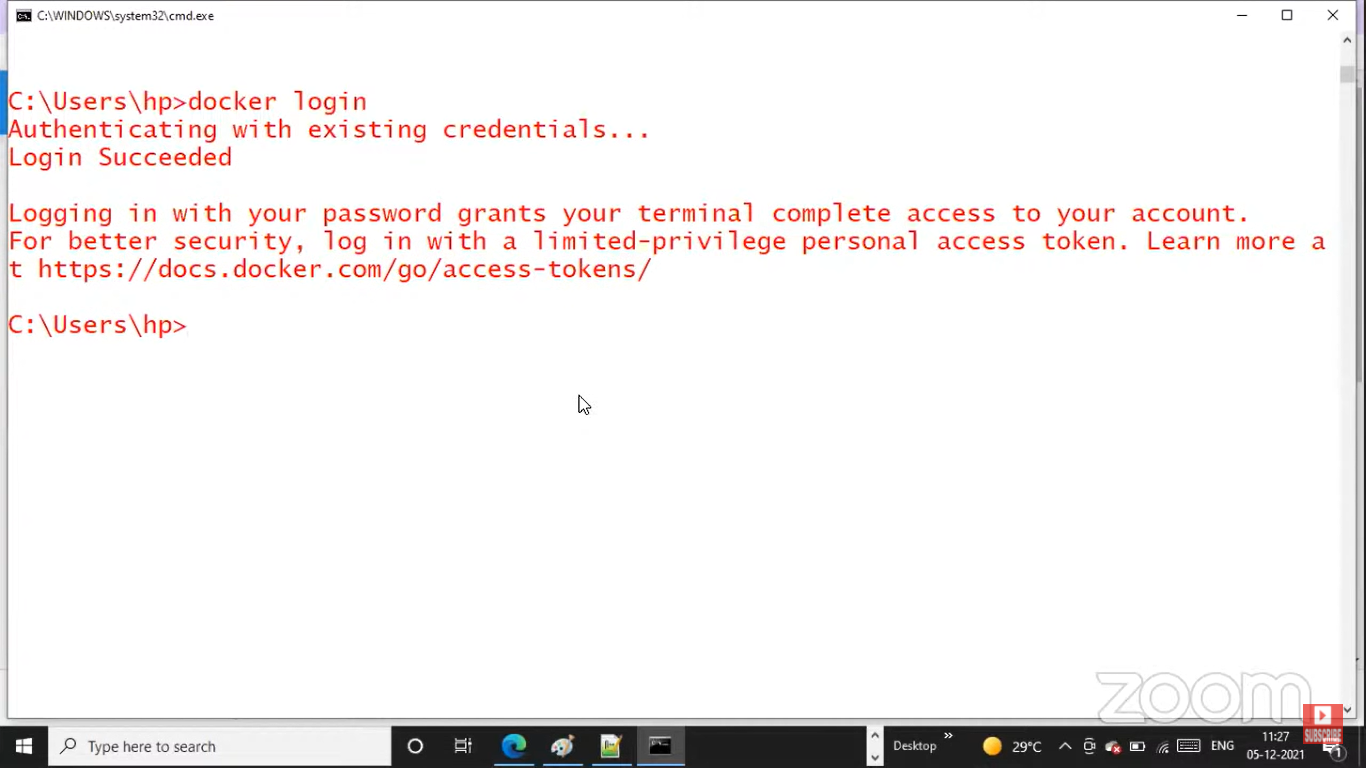 C:\WINDOWS\system32\cmd.exe
C:\Users\hp>docker login
Authenticating with existing credentials...
Login Succeeded
Logging in with your password grants your terminal complete access to your account.
For better security, log in with a limited-privilege personal access token. Learn more a
t https://docs.docker.com/go/access-tokens/
C:\Users\hp>
zoom
SUBSCRIBE
Type here to search
Desktop
29°C
ENG
11:27
05-12-2021
1